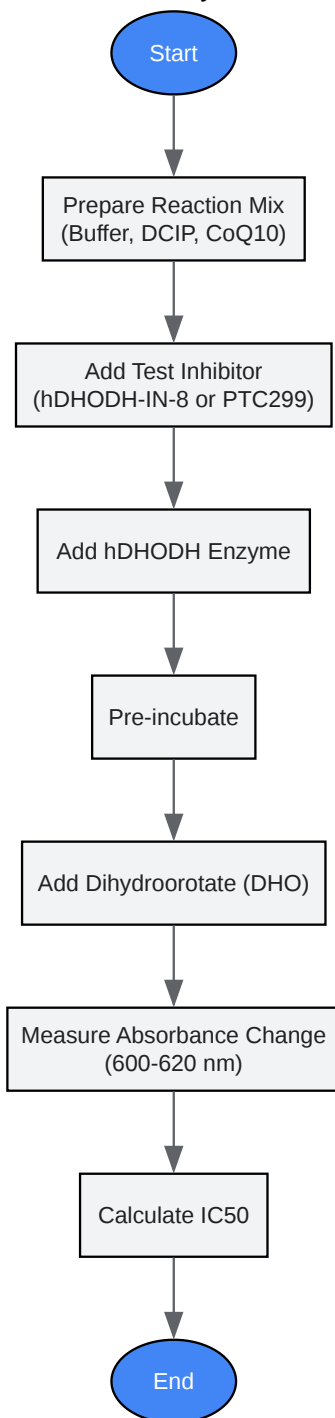 Start
Prepare Reaction Mix
(Buffer, DCIP, CoQ10)
Add Test Inhibitor
(hDHODH-IN-8 or PTC299)
Add hDHODH Enzyme
Pre-incubate
Add Dihydroorotate (DHO)
Measure Absorbance Change
(600-620 nm)
Calculate IC50
End